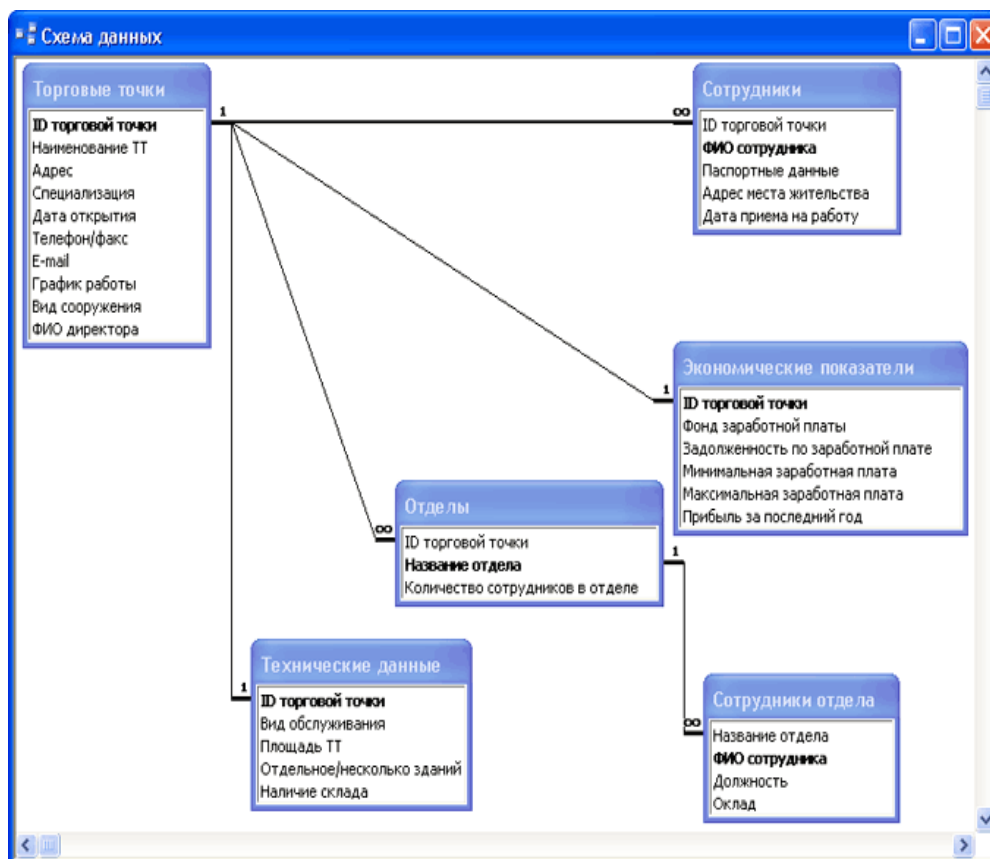 Схема данных
Торговые точки
ID торговой точки
Наименование ТТ
Адрес
Специализация
Дата открытия
Телефон/факс
E-mail
График работы
Вид сооружения
ФИО директора
1
∞
Сотрудники
ID торговой точки
ФИО сотрудника
Паспортные данные
Адрес места жительства
Дата приема на работу
1
Экономические показатели
ID торговой точки
Фонд заработной платы
Задолженность по заработной плате
Минимальная заработная плата
Максимальная заработная плата
Прибыль за последний год
∞
Отделы
ID торговой точки
Название отдела
Количество сотрудников в отделе
1
1
Технические данные
ID торговой точки
Вид обслуживания
Площадь ТТ
Отдельное/несколько зданий
Наличие склада
∞
Сотрудники отдела
Название отдела
ФИО сотрудника
Должность
Оклад